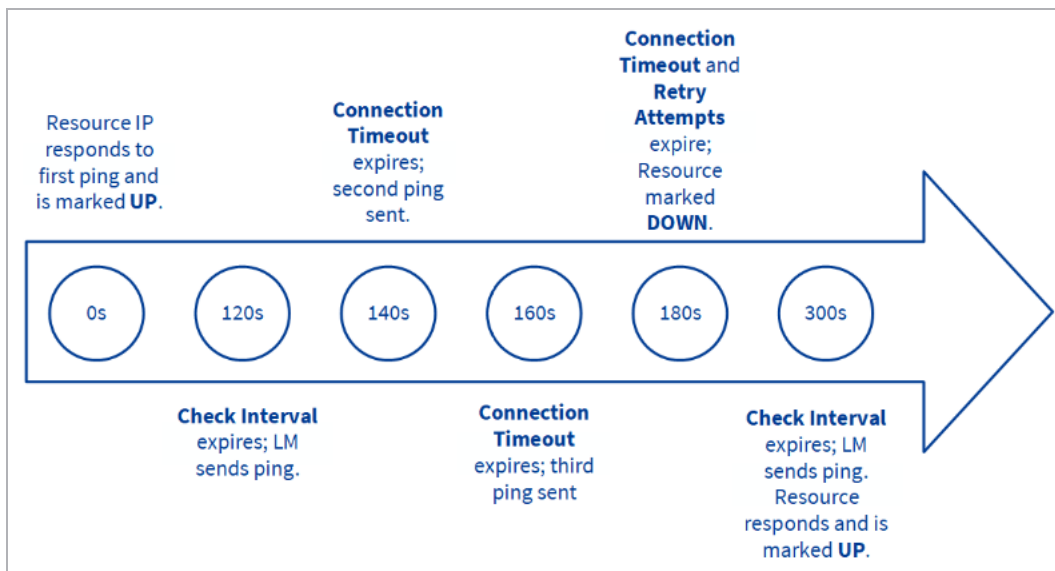 Resource IP
responds to
first ping and
is marked UP.
Connection
Timeout
expires;
second ping
sent.
Connection
Timeout and
Retry
Attempts
expire;
Resource
marked
DOWN.
0s
120s
140s
160s
180s
300s
Check Interval
expires; LM
sends ping.
Connection
Timeout
expires; third
ping sent
Check Interval
expires; LM
sends ping.
Resource
responds and is
marked UP.